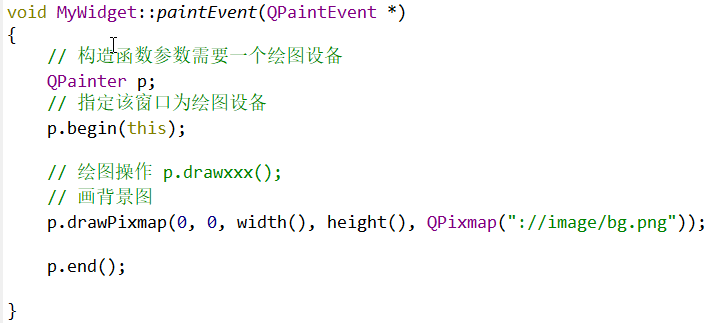 void MyWidget::paintEvent(QPaintEvent *)
{
// 构造函数参数需要一个绘图设备
QPainter p;
// 指定该窗口为绘图设备
p.begin(this);
// 绘图操作 p.drawxxx();
// 画背景图
p.drawPixmap(0, 0, width(), height(), QPixmap("://image/bg.png"));
p.end();
}